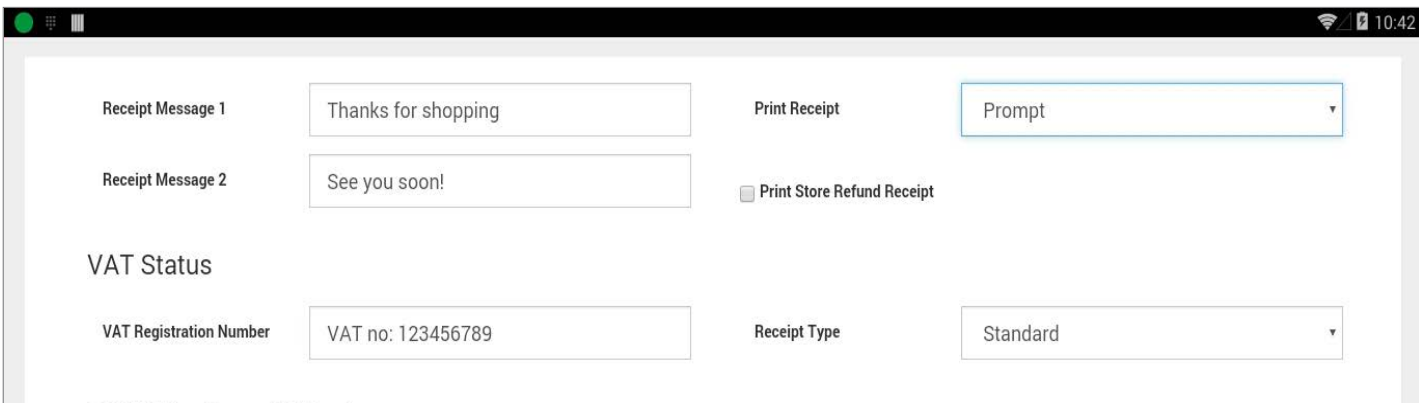 10:42
Receipt Message 1 Thanks for shopping Print Receipt Prompt
Receipt Message 2 See you soon! Print Store Refund Receipt
VAT Status
VAT Registration Number VAT no: 123456789 Receipt Type Standard